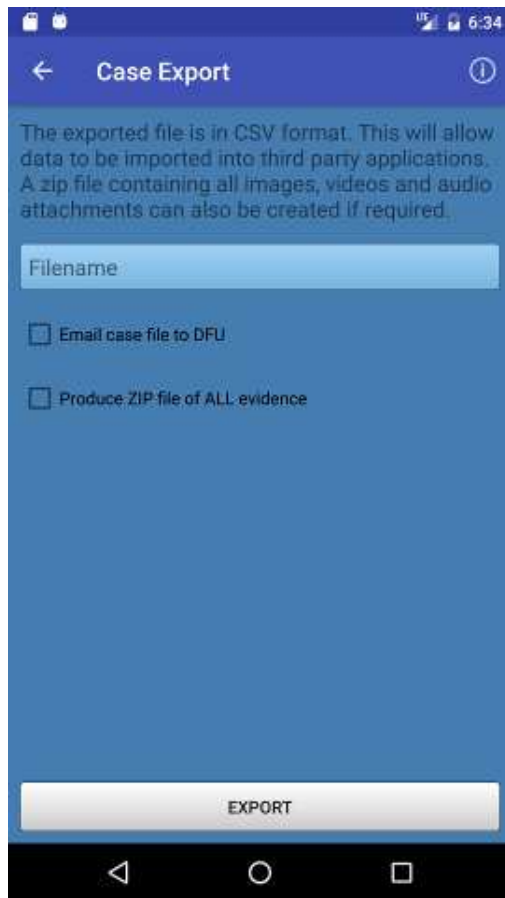 LTE 6:34
Case Export
The exported file is in CSV format. This will allow
data to be imported into third party applications.
A zip file containing all images, videos and audio
attachments can also be created if required.
Filename
Email case file to DFU
Produce ZIP file of ALL evidence
EXPORT